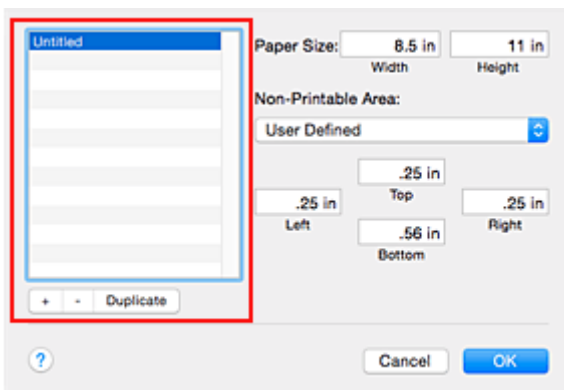 Untitled
Paper Size: 8.5 in 11 in
Width Height
Non-Printable Area:
User Defined
.25 in
Top
.25 in .25 in
Left Right
.56 in
Bottom
+ - Duplicate
? Cancel OK